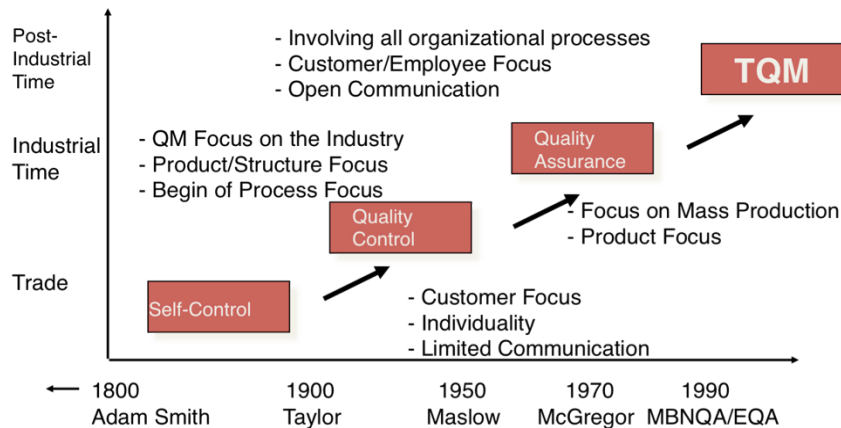 Post-
Industrial
Time
- Involving all organizational processes
- Customer/Employee Focus
- Open Communication
TQM
Industrial
Time
- QM Focus on the Industry
- Product/Structure Focus
- Begin of Process Focus
Quality
Assurance
Quality
Control
- Focus on Mass Production
- Product Focus
Trade
Self-Control
- Customer Focus
- Individuality
- Limited Communication
1800
Adam Smith
1900
Taylor
1950
Maslow
1970
McGregor
1990
MBNQA/EQA